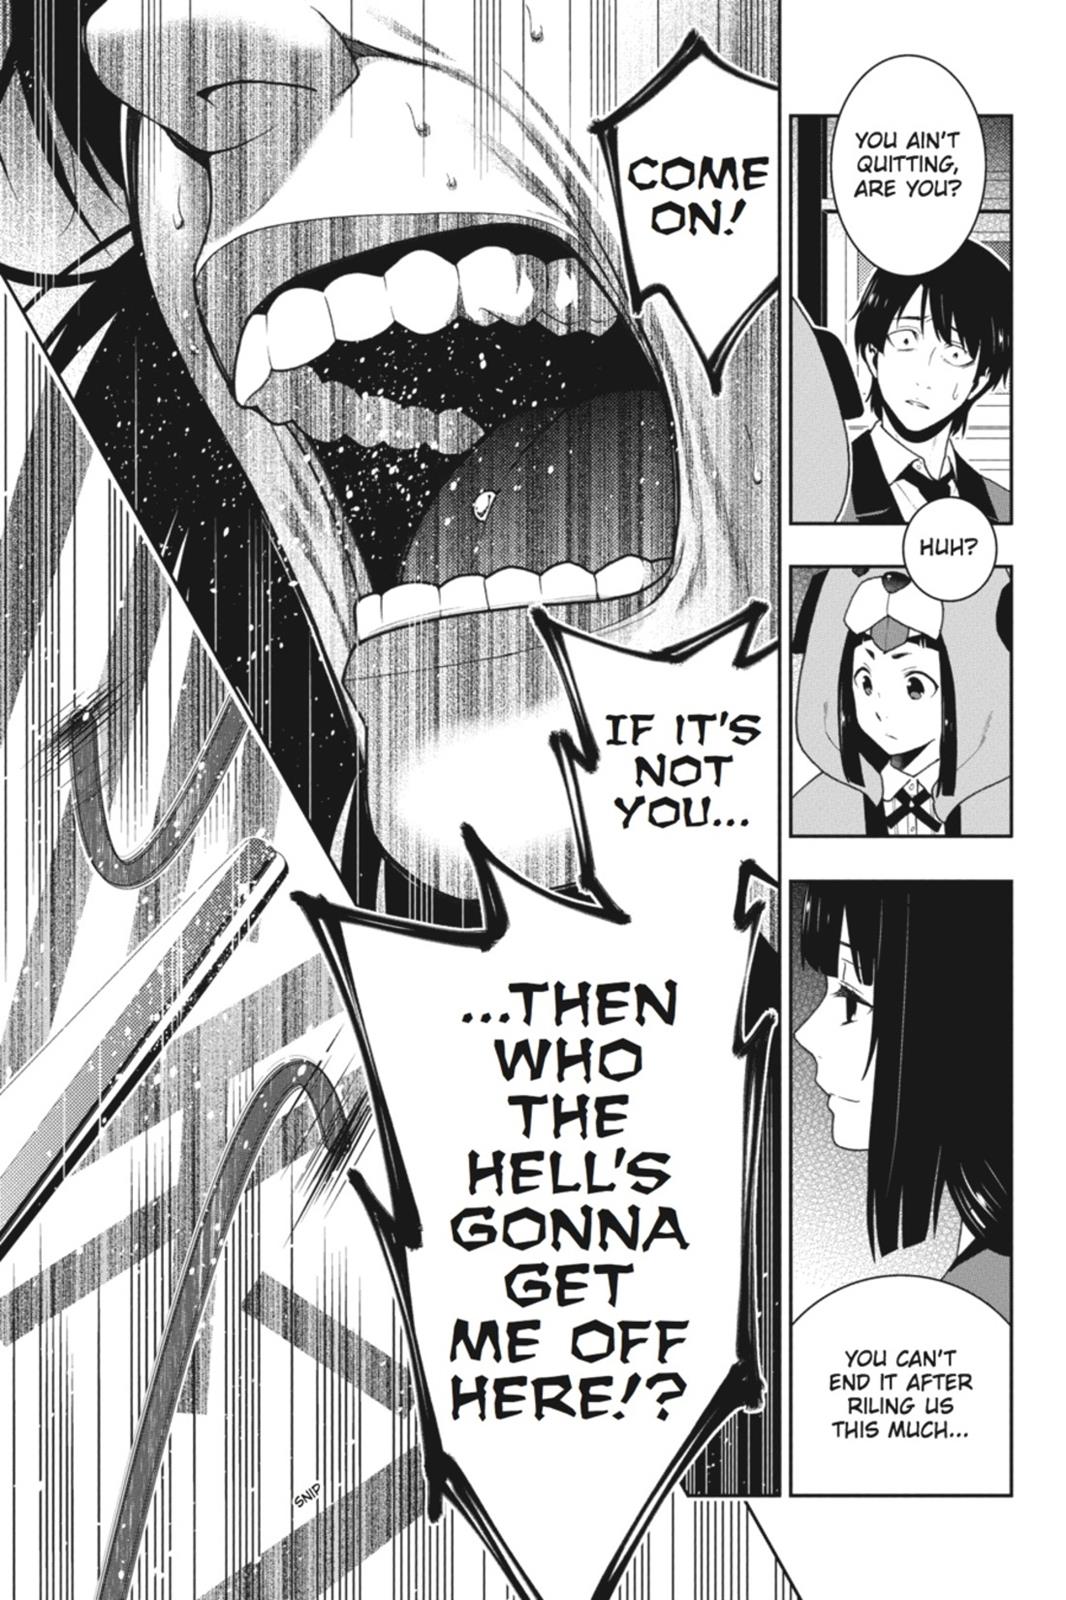 YOU AIN'T
QUITTING,
ARE YOU?
HUH?
YOU CAN'T
END IT AFTER
RILING US
THIS MUCH...
COME
ON!
IF IT'S
NOT
YOU...
...THEN
WHO
THE
HELL'S
GONNA
GET
ME OFF
HERE!?
SNIP